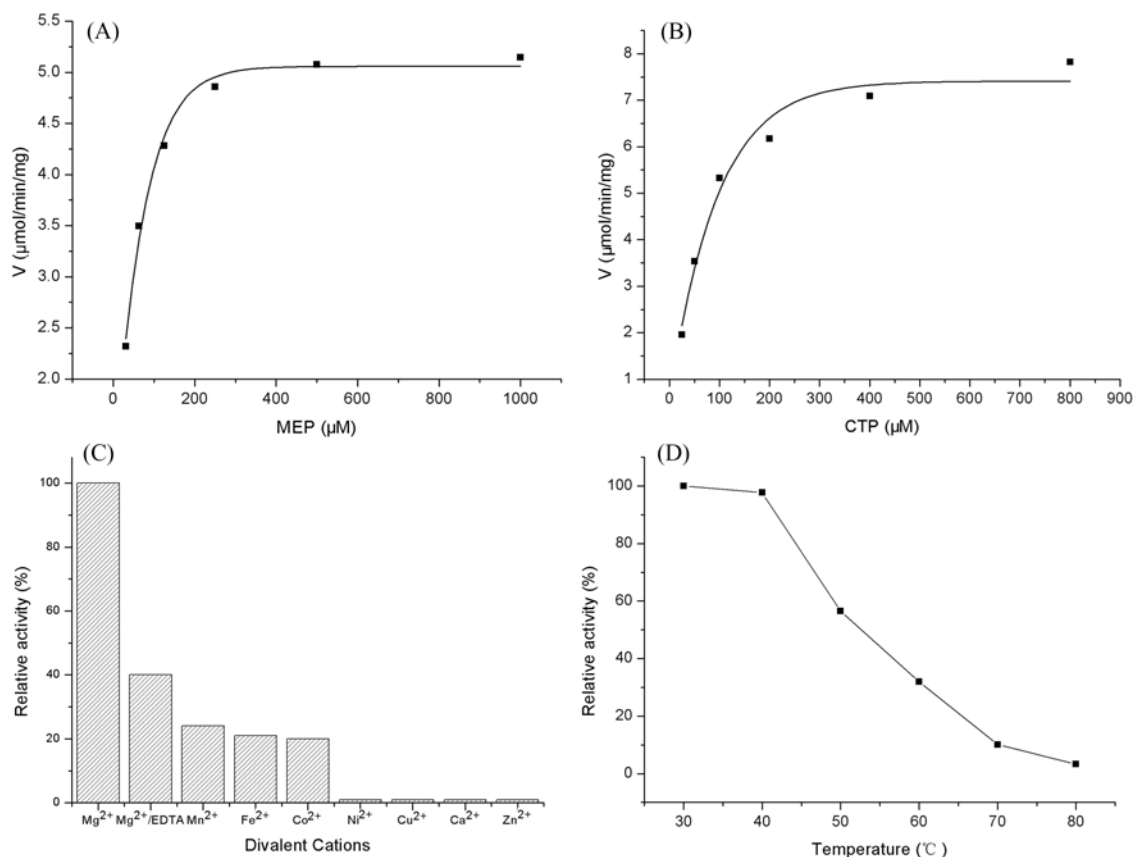 (A)
5.5
5.0
4.5
4.0
3.5
3.0
2.5
2.0
V (μmol/min/mg)
0 200 400 600 800 1000
MEP (μM)
(B)
8
7
6
5
4
3
2
1
V (μmol/min/mg)
0 100 200 300 400 500 600 700 800 900
CTP (μM)
(C)
100
80
60
40
20
0
Relative activity (%)
Mg2+ Mg2+/EDTA Mn2+ Fe2+ Co2+ Ni2+ Cu2+ Ca2+ Zn2+
Divalent Cations
(D)
100
80
60
40
20
0
Relative activity (%)
30 40 50 60 70 80
Temperature (℃)